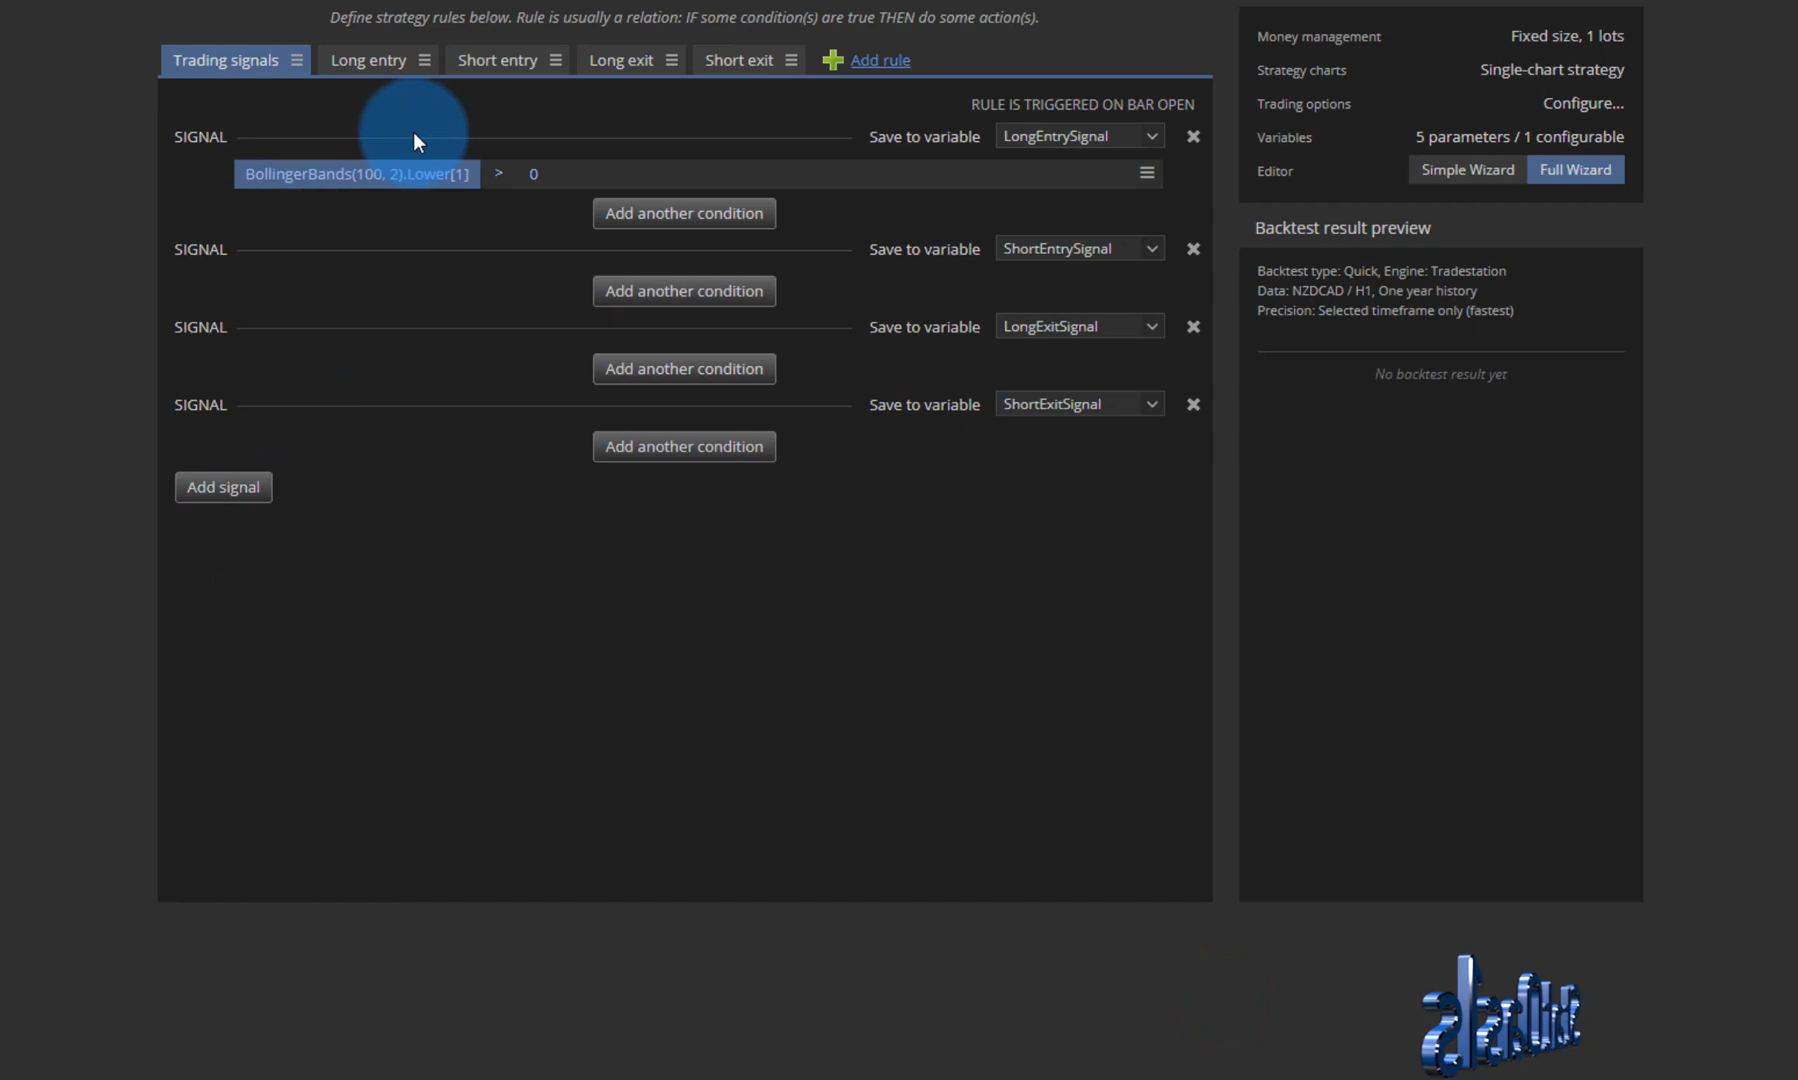 Define strategy rules below. Rule is usually a relation: IF some condition(s) are true THEN do some action(s).
Trading signals
Long entry
Short entry
Long exit
Short exit
Add rule
RULE IS TRIGGERED ON BAR OPEN
SIGNAL
Save to variable
LongEntrySignal
BollingerBands(100, 2).Lower[1] > 0
Add another condition
SIGNAL
Save to variable
ShortEntrySignal
Add another condition
SIGNAL
Save to variable
LongExitSignal
Add another condition
SIGNAL
Save to variable
ShortExitSignal
Add another condition
Add signal
Money management
Fixed size, 1 lots
Strategy charts
Single-chart strategy
Trading options
Configure...
Variables
5 parameters / 1 configurable
Editor
Simple Wizard
Full Wizard
Backtest result preview
Backtest type: Quick, Engine: Tradestation
Data: NZDCAD / H1, One year history
Precision: Selected timeframe only (fastest)
No backtest result yet